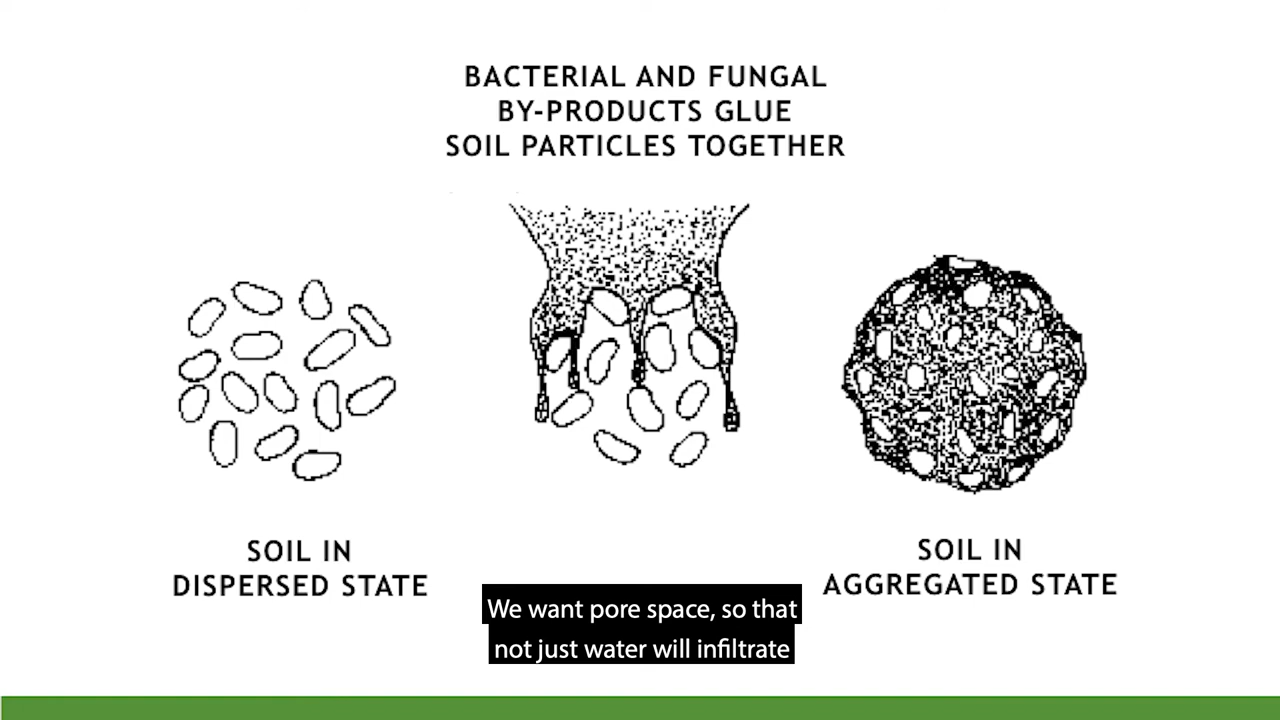 BACTERIAL AND FUNGAL
BY-PRODUCTS GLUE
SOIL PARTICLES TOGETHER
SOIL IN
DISPERSED STATE
SOIL IN
AGGREGATED STATE
We want pore space, so that
not just water will infiltrate